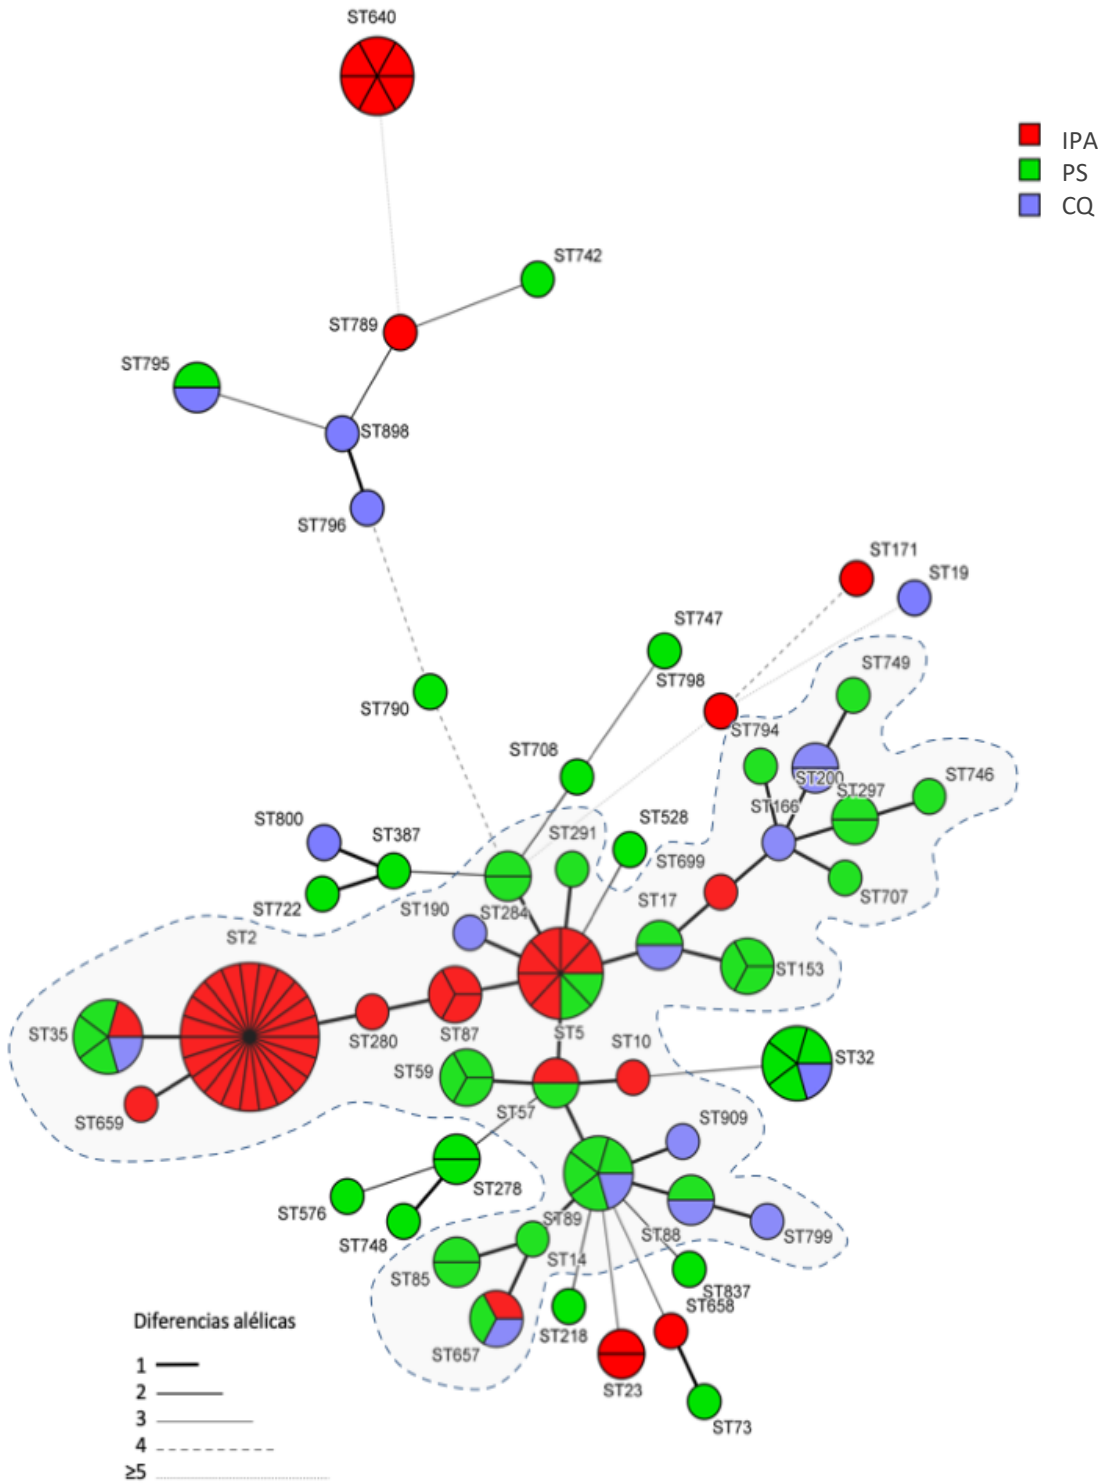 ST640
IPA
PS
CQ
ST742
ST789
ST795
ST898
ST796
ST171
ST19
ST747
ST749
ST798
ST790
ST794
ST708
ST200
ST746
ST297
ST166
ST800
ST387
ST291
ST528
ST699
ST722
ST190
ST284
ST17
ST707
ST2
ST153
ST35
ST280
ST87
ST5
ST10
ST32
ST59
ST659
ST57
ST909
ST278
ST576
ST748
ST89
ST88
ST799
ST85
ST14
ST837
ST658
ST218
ST657
ST23
ST73
Diferencias alélicas
1
2
3
4
≥5